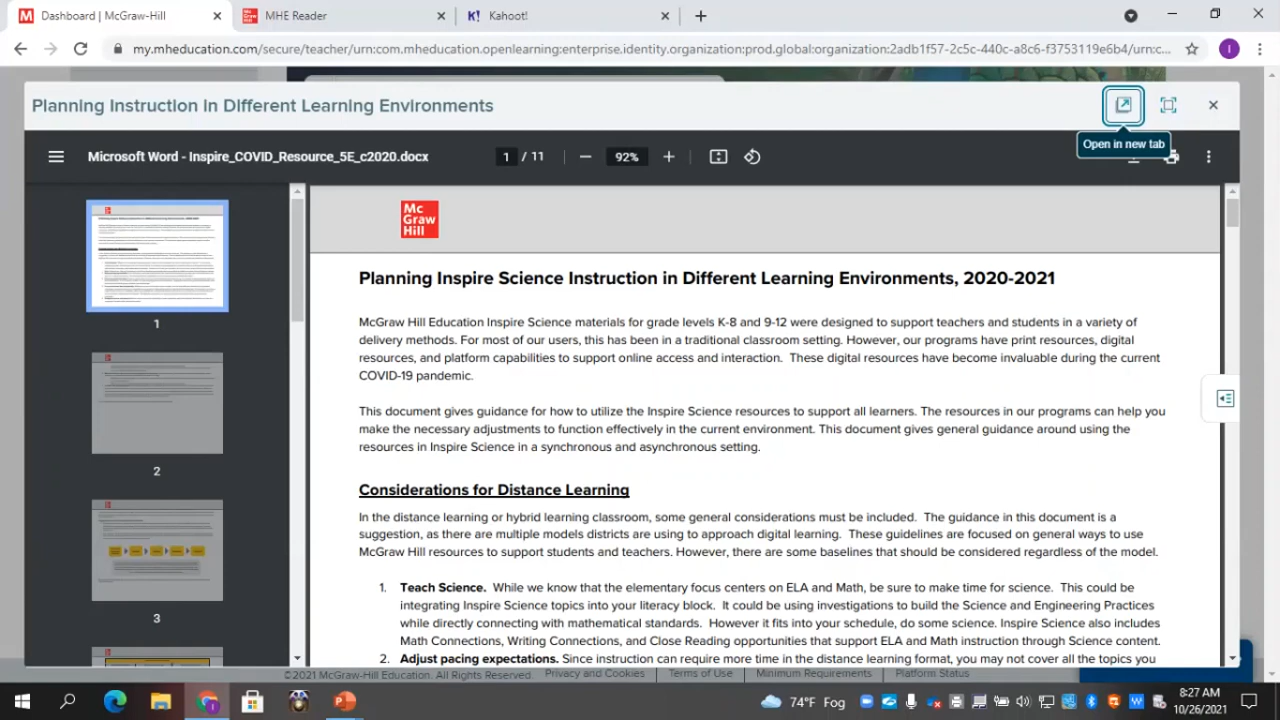 Dashboard | McGraw-Hill
MHE Reader
K!
Kahoot!
my.mheducation.com/secure/teacher/urn:com.mheducation.openlearning:enterprise.identity.organization:prod.global:organization:2adb1f57-2c5c-440c-a8c6-f3753119e6b4/urn:c...
I
Planning Instruction in Different Learning Environments
Open in new tab
Microsoft Word - Inspire_COVID_Resource_5E_c2020.docx
1 / 11
92%
Mc
Graw
Hill
Planning Inspire Science Instruction in Different Learning Environments, 2020-2021
McGraw Hill Education Inspire Science materials for grade levels K-8 and 9-12 were designed to support teachers and students in a variety of
delivery methods. For most of our users, this has been in a traditional classroom setting. However, our programs have print resources, digital
resources, and platform capabilities to support online access and interaction. These digital resources have become invaluable during the current
COVID-19 pandemic.
This document gives guidance for how to utilize the Inspire Science resources to support all learners. The resources in our programs can help you
make the necessary adjustments to function effectively in the current environment. This document gives general guidance around using the
resources in Inspire Science in a synchronous and asynchronous setting.
Considerations for Distance Learning
In the distance learning or hybrid learning classroom, some general considerations must be included. The guidance in this document is a
suggestion, as there are multiple models districts are using to approach digital learning. These guidelines are focused on general ways to use
McGraw Hill resources to support students and teachers. However, there are some baselines that should be considered regardless of the model.
1. Teach Science. While we know that the elementary focus centers on ELA and Math, be sure to make time for science. This could be
integrating Inspire Science topics into your literacy block. It could be using investigations to build the Science and Engineering Practices
while directly connecting with mathematical standards. However it fits into your schedule, do some science. Inspire Science also includes
Math Connections, Writing Connections, and Close Reading opportunities that support ELA and Math instruction through Science content.
2. Adjust pacing expectations. Since instruction can require more time in the distance learning format, you may not cover all the topics you
1
2
3
©2021 McGraw-Hill Education. All Rights Reserved.
Privacy and Cookies
Terms of Use
Minimum Requirements
Platform Status
74°F Fog
8:27 AM
10/26/2021